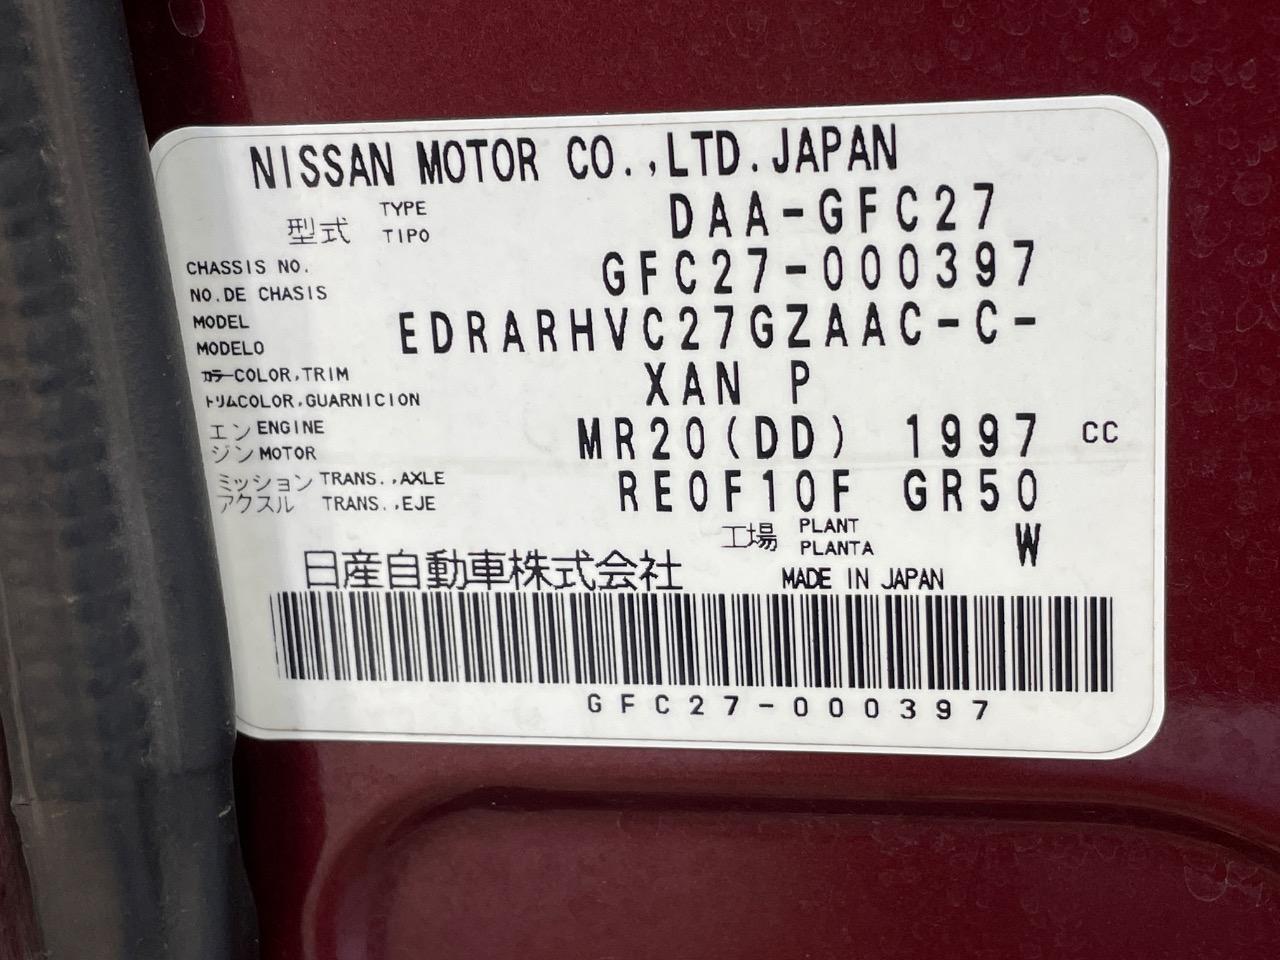 NISSAN MOTOR CO.,LTD.JAPAN
型式 TYPE TIPO DAA-GFC27
CHASSIS NO. NO.DE CHASIS GFC27-000397
MODEL MODELO EDRARHVC27GZAAC-C-
カラー COLOR,TRIM XAN P
トリム COLOR,GUARNICION
エンジン ENGINE MOTOR MR20(DD) 1997 CC
ミッション TRANS.,AXLE RE0F10F GR50
アクスル TRANS.,EJE
工場 PLANT PLANTA W
日産自動車株式会社 MADE IN JAPAN
GFC27-000397